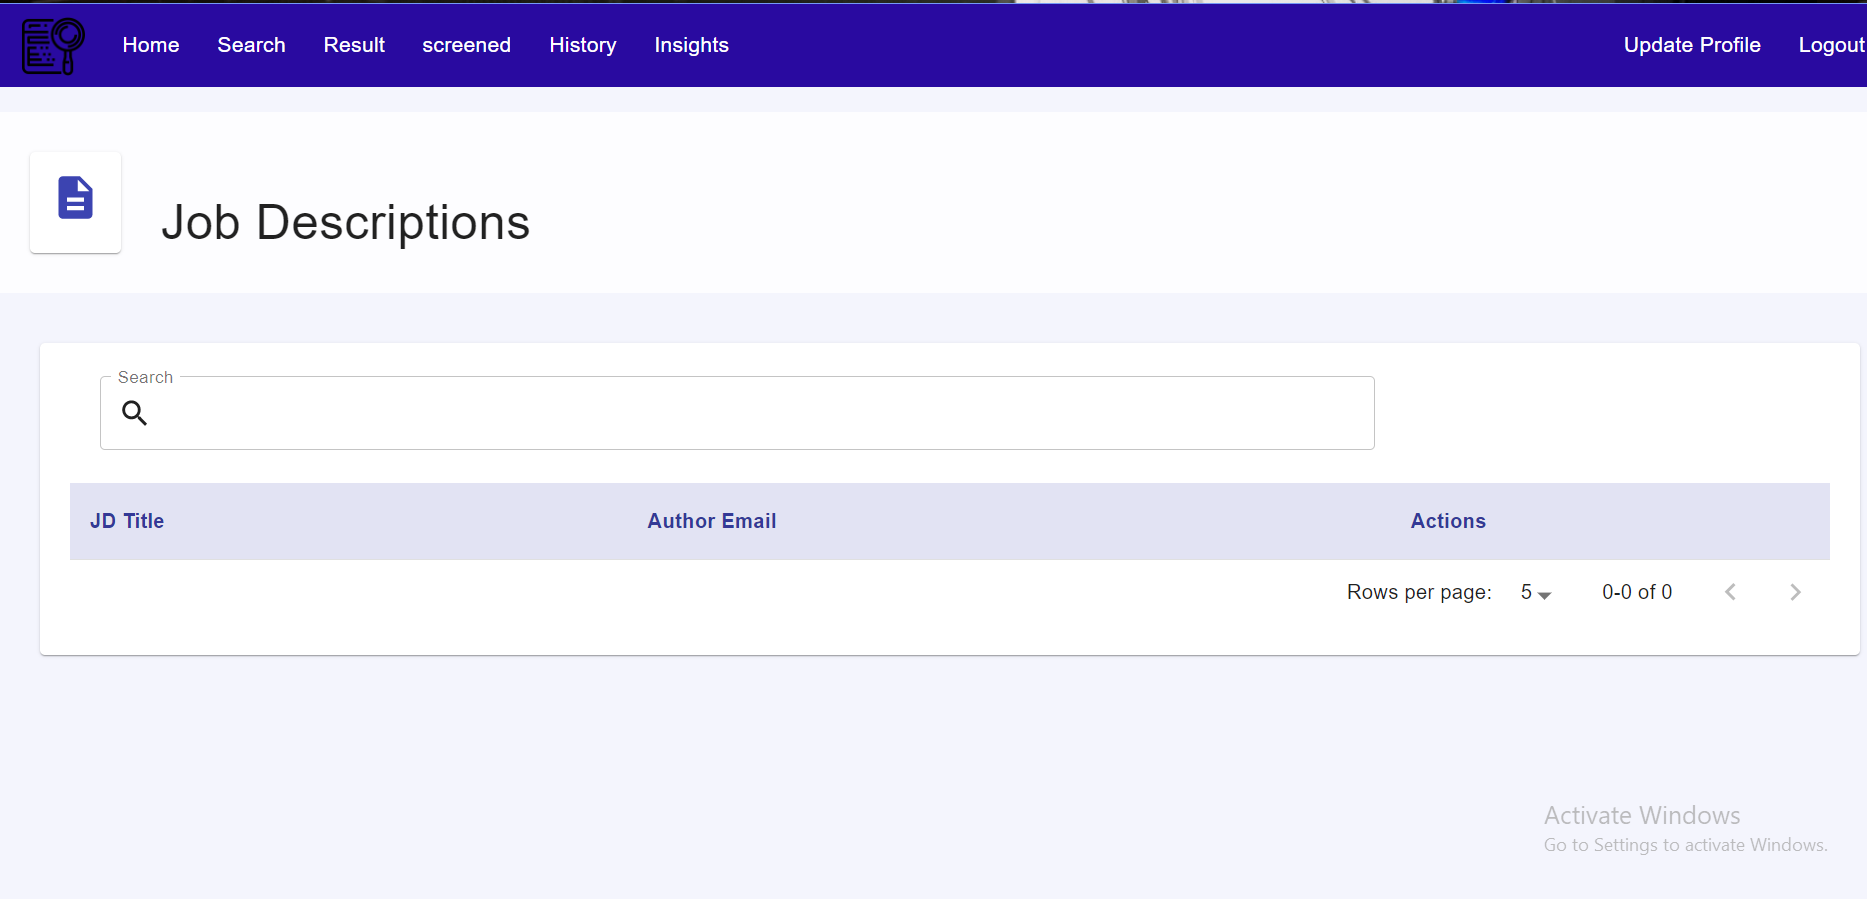 Home Search Result screened History Insights Update Profile Logout
Job Descriptions
Search
JD Title Author Email Actions
Rows per page: 5 0-0 of 0
Activate Windows
Go to Settings to activate Windows.